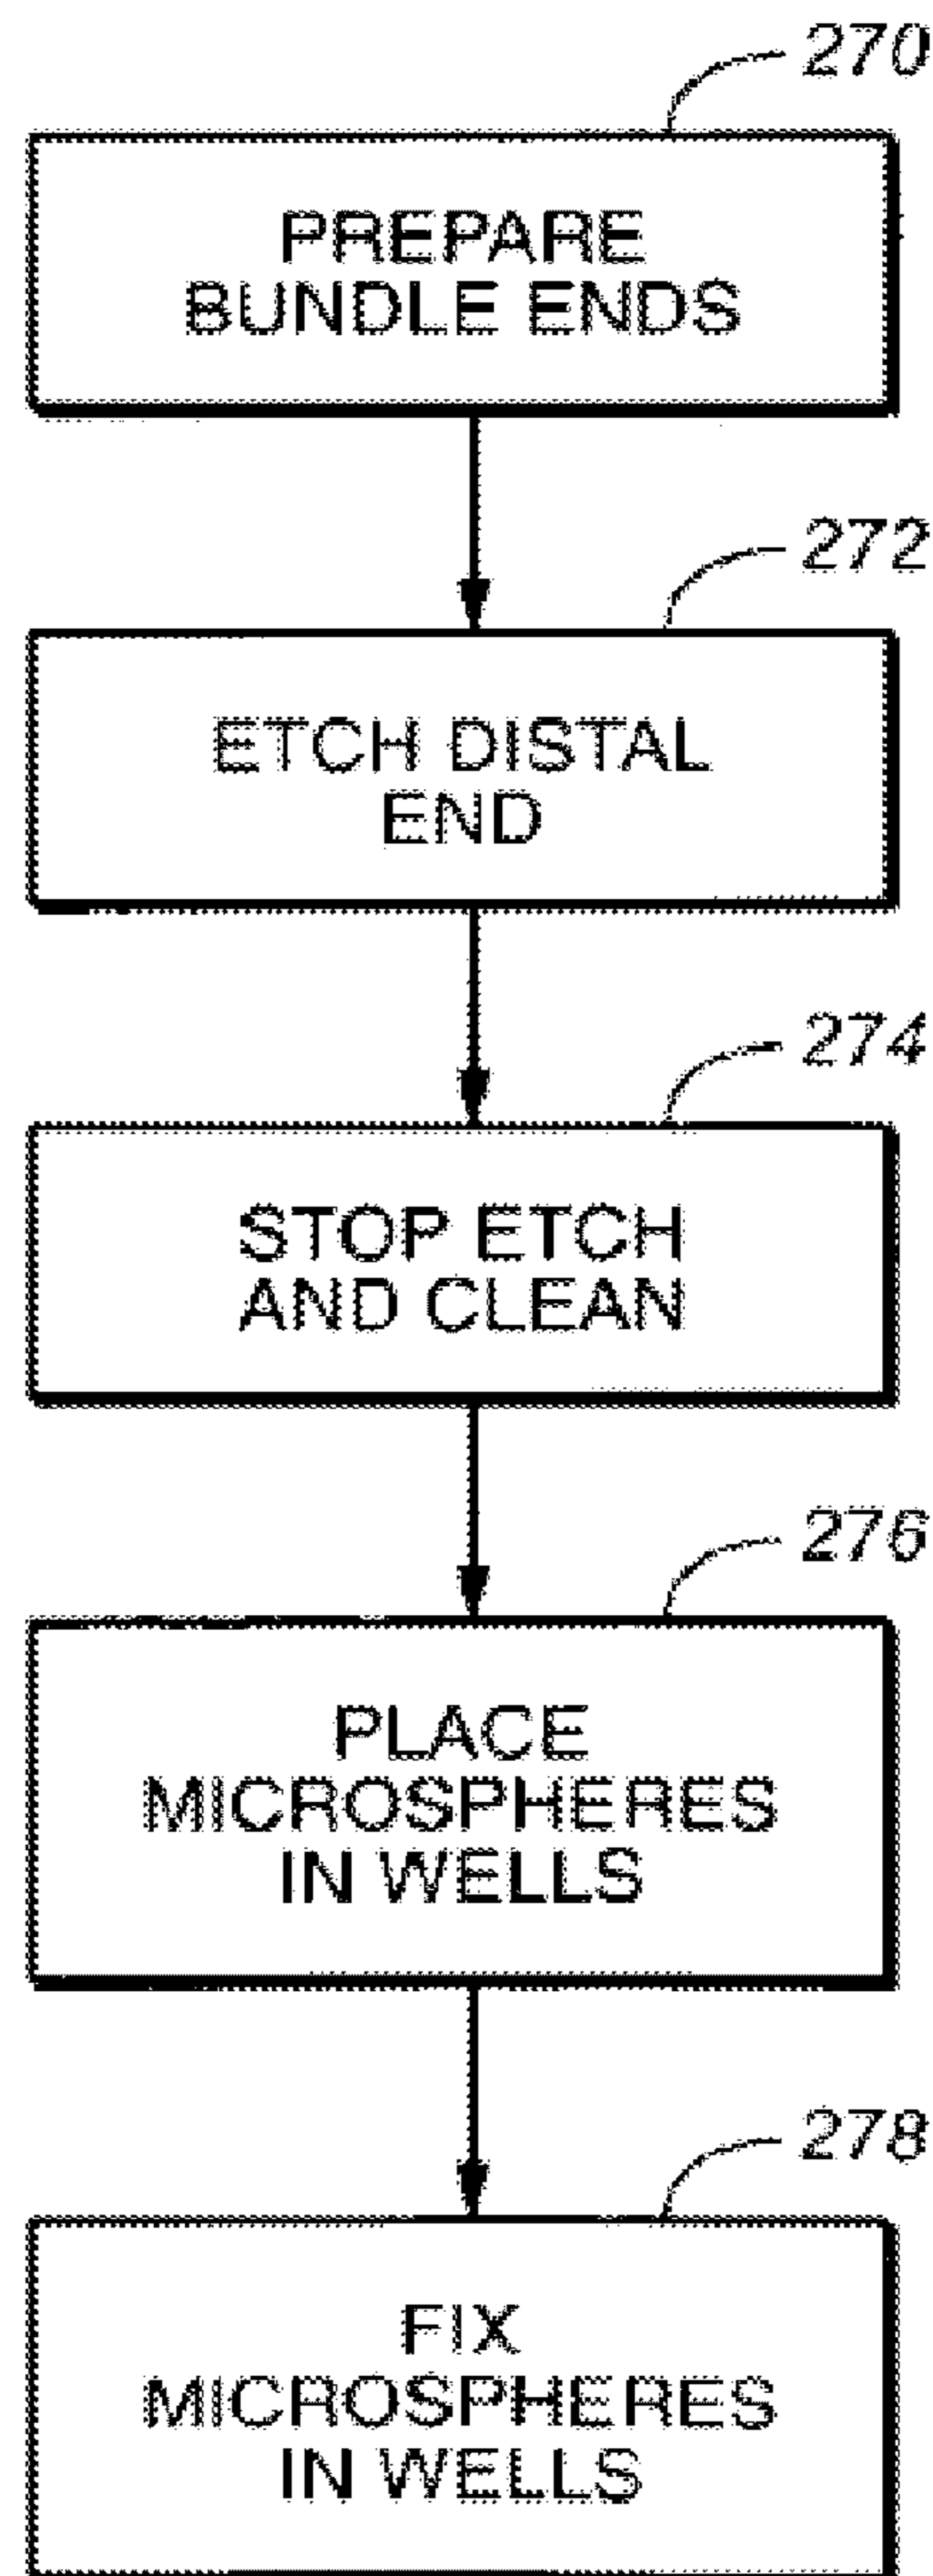 270
PREPARE
BUNDLE ENDS
272
ETCH DISTAL
END
274
STOP ETCH
AND CLEAN
276
PLACE
MICROSPHERES
IN WELLS
278
FIX
MICROSPHERES
IN WELLS